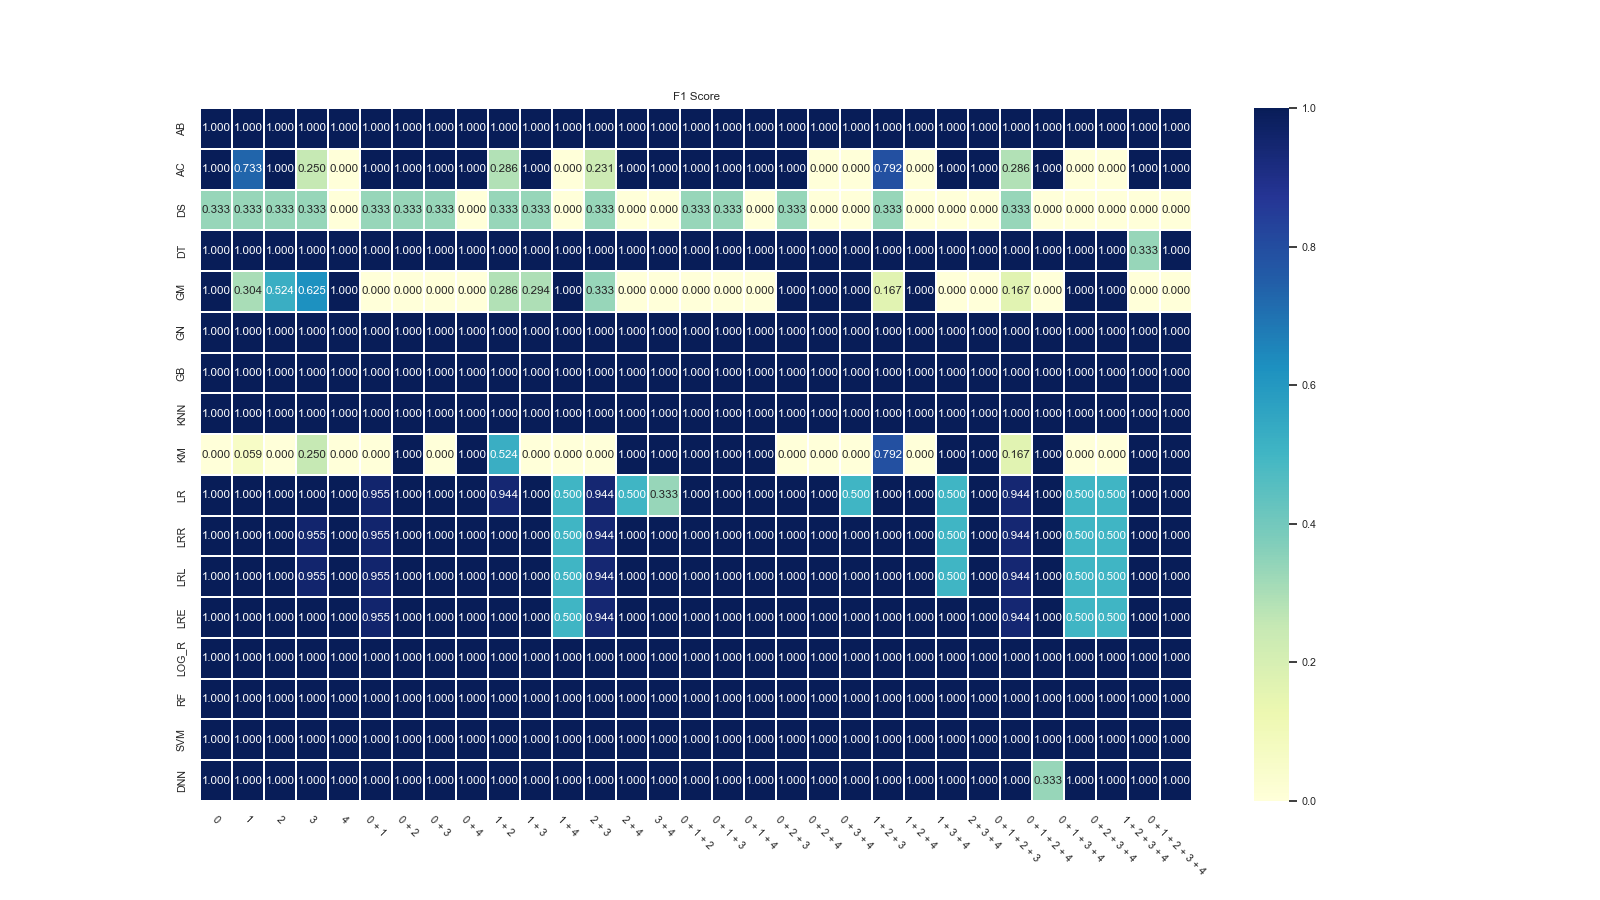 F1 Score
AB 1.000 1.000 1.000 1.000 1.000 1.000 1.000 1.000 1.000 1.000 1.000 1.000 1.000 1.000 1.000 1.000 1.000 1.000 1.000 1.000 1.000 1.000 1.000 1.000 1.000 1.000 1.000 1.000 1.000 1.000 1.000
AC 1.000 0.733 1.000 0.250 0.000 1.000 1.000 1.000 1.000 0.286 1.000 0.000 0.231 1.000 1.000 1.000 1.000 1.000 1.000 0.000 0.000 0.792 0.000 1.000 1.000 0.286 1.000 0.000 0.000 1.000 1.000
DS 0.333 0.333 0.333 0.333 0.000 0.333 0.333 0.333 0.000 0.333 0.333 0.000 0.333 0.000 0.000 0.333 0.333 0.000 0.333 0.000 0.000 0.333 0.000 0.000 0.000 0.333 0.000 0.000 0.000 0.000 0.000
DT 1.000 1.000 1.000 1.000 1.000 1.000 1.000 1.000 1.000 1.000 1.000 1.000 1.000 1.000 1.000 1.000 1.000 1.000 1.000 1.000 1.000 1.000 1.000 1.000 1.000 1.000 1.000 1.000 1.000 0.333 1.000
GM 1.000 0.304 0.524 0.625 1.000 0.000 0.000 0.000 0.000 0.286 0.294 1.000 0.333 0.000 0.000 0.000 0.000 0.000 1.000 1.000 1.000 0.167 1.000 0.000 0.000 0.167 0.000 1.000 1.000 0.000 0.000
GN 1.000 1.000 1.000 1.000 1.000 1.000 1.000 1.000 1.000 1.000 1.000 1.000 1.000 1.000 1.000 1.000 1.000 1.000 1.000 1.000 1.000 1.000 1.000 1.000 1.000 1.000 1.000 1.000 1.000 1.000 1.000
GB 1.000 1.000 1.000 1.000 1.000 1.000 1.000 1.000 1.000 1.000 1.000 1.000 1.000 1.000 1.000 1.000 1.000 1.000 1.000 1.000 1.000 1.000 1.000 1.000 1.000 1.000 1.000 1.000 1.000 1.000 1.000
KNN 1.000 1.000 1.000 1.000 1.000 1.000 1.000 1.000 1.000 1.000 1.000 1.000 1.000 1.000 1.000 1.000 1.000 1.000 1.000 1.000 1.000 1.000 1.000 1.000 1.000 1.000 1.000 1.000 1.000 1.000 1.000
KM 0.000 0.059 0.000 0.250 0.000 0.000 1.000 0.000 1.000 0.524 0.000 0.000 0.000 1.000 1.000 1.000 1.000 1.000 0.000 0.000 0.000 0.792 0.000 1.000 1.000 0.167 1.000 0.000 0.000 1.000 1.000
LR 1.000 1.000 1.000 1.000 1.000 0.955 1.000 1.000 1.000 0.944 1.000 0.500 0.944 0.500 0.333 1.000 1.000 1.000 1.000 1.000 0.500 1.000 1.000 0.500 1.000 0.944 1.000 0.500 0.500 1.000 1.000
LRR 1.000 1.000 1.000 0.955 1.000 0.955 1.000 1.000 1.000 1.000 1.000 0.500 0.944 1.000 1.000 1.000 1.000 1.000 1.000 1.000 1.000 1.000 1.000 0.500 1.000 0.944 1.000 0.500 0.500 1.000 1.000
LRL 1.000 1.000 1.000 0.955 1.000 0.955 1.000 1.000 1.000 1.000 1.000 0.500 0.944 1.000 1.000 1.000 1.000 1.000 1.000 1.000 1.000 1.000 1.000 0.500 1.000 0.944 1.000 0.500 0.500 1.000 1.000
LRE 1.000 1.000 1.000 1.000 1.000 0.955 1.000 1.000 1.000 1.000 1.000 0.500 0.944 1.000 1.000 1.000 1.000 1.000 1.000 1.000 1.000 1.000 1.000 1.000 1.000 0.944 1.000 0.500 0.500 1.000 1.000
LOG_R 1.000 1.000 1.000 1.000 1.000 1.000 1.000 1.000 1.000 1.000 1.000 1.000 1.000 1.000 1.000 1.000 1.000 1.000 1.000 1.000 1.000 1.000 1.000 1.000 1.000 1.000 1.000 1.000 1.000 1.000 1.000
RF 1.000 1.000 1.000 1.000 1.000 1.000 1.000 1.000 1.000 1.000 1.000 1.000 1.000 1.000 1.000 1.000 1.000 1.000 1.000 1.000 1.000 1.000 1.000 1.000 1.000 1.000 1.000 1.000 1.000 1.000 1.000
SVM 1.000 1.000 1.000 1.000 1.000 1.000 1.000 1.000 1.000 1.000 1.000 1.000 1.000 1.000 1.000 1.000 1.000 1.000 1.000 1.000 1.000 1.000 1.000 1.000 1.000 1.000 1.000 1.000 1.000 1.000 1.000
DNN 1.000 1.000 1.000 1.000 1.000 1.000 1.000 1.000 1.000 1.000 1.000 1.000 1.000 1.000 1.000 1.000 1.000 1.000 1.000 1.000 1.000 1.000 1.000 1.000 1.000 1.000 0.333 1.000 1.000 1.000 1.000
0
1
2
3
4
0 + 1
0 + 2
0 + 3
0 + 4
1 + 2
1 + 3
1 + 4
2 + 3
2 + 4
3 + 4
0 + 1 + 2
0 + 1 + 3
0 + 1 + 4
0 + 2 + 3
0 + 2 + 4
0 + 3 + 4
1 + 2 + 3
1 + 2 + 4
1 + 3 + 4
2 + 3 + 4
0 + 1 + 2 + 3
0 + 1 + 2 + 4
0 + 1 + 3 + 4
0 + 2 + 3 + 4
1 + 2 + 3 + 4
0 + 1 + 2 + 3 + 4
1.0
0.8
0.6
0.4
0.2
0.0